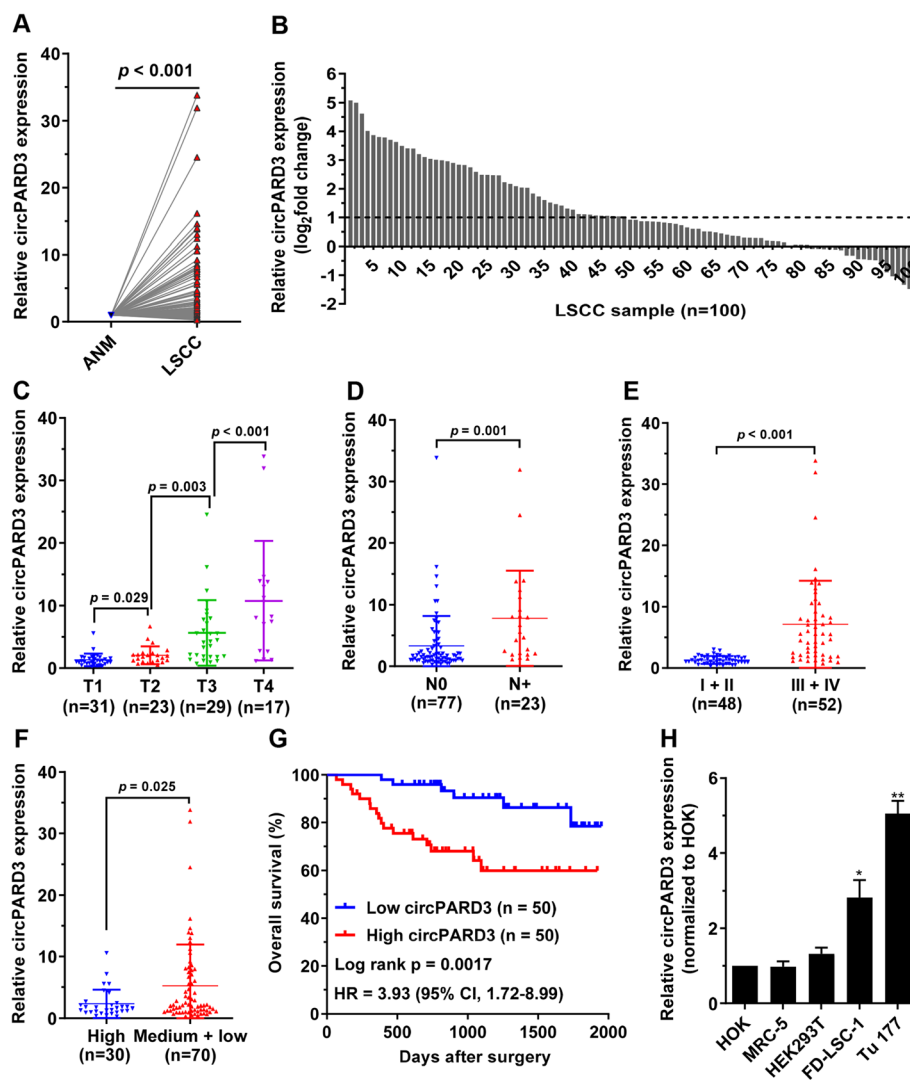 A
Relative circPARD3 expression
40
30
20
10
0
p < 0.001
ANM
LSCC
B
Relative circPARD3 expression
(log2fold change)
6
5
4
3
2
1
0
-1
-2
5
10
15
20
25
30
35
40
45
50
55
60
65
70
75
80
85
90
95
100
LSCC sample (n=100)
C
Relative circPARD3 expression
40
30
20
10
0
p < 0.001
p = 0.003
p = 0.029
T1 T2 T3 T4
(n=31) (n=23) (n=29) (n=17)
D
Relative circPARD3 expression
40
30
20
10
0
p = 0.001
N0 N+
(n=77) (n=23)
E
Relative circPARD3 expression
40
30
20
10
0
p < 0.001
I + II III + IV
(n=48) (n=52)
F
Relative circPARD3 expression
40
30
20
10
0
p = 0.025
High Medium + low
(n=30) (n=70)
G
Overall survival (%)
100
80
60
40
20
0
Low circPARD3 (n = 50)
High circPARD3 (n = 50)
Log rank p = 0.0017
HR = 3.93 (95% CI, 1.72-8.99)
0 500 1000 1500 2000
Days after surgery
H
Relative circPARD3 expression
(normalized to HOK)
6
4
2
0
*
**
HOK
MRC-5
HEK293T
FD-LSC-1
Tu 177